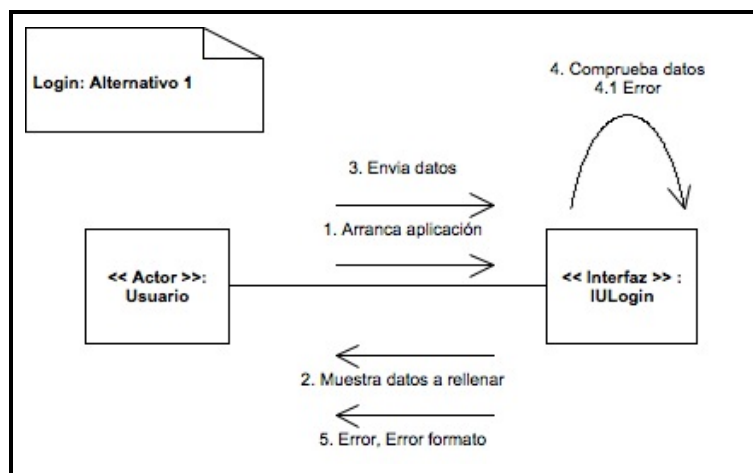 Login: Alternativo 1
4. Comprueba datos
4.1 Error
3. Envia datos
1. Arranca aplicación
<< Actor >>:
Usuario
<< Interfaz >> :
IULogin
2. Muestra datos a rellenar
5. Error, Error formato